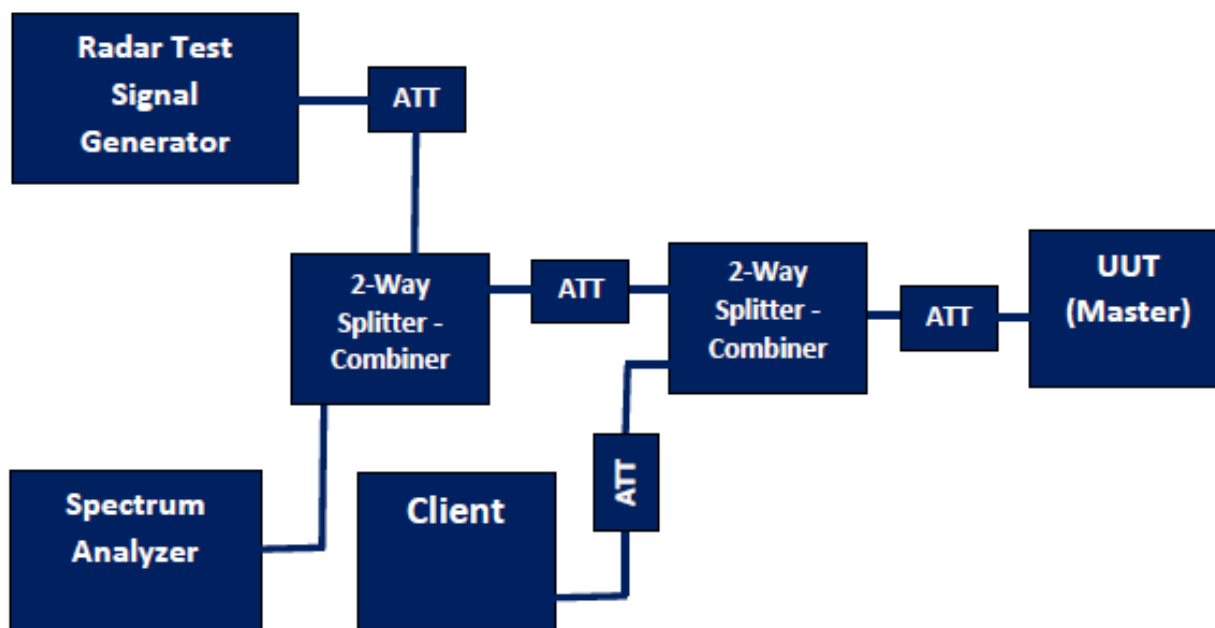 Radar Test
Signal
Generator
ATT
2-Way
Splitter -
Combiner
ATT
2-Way
Splitter -
Combiner
ATT
UUT
(Master)
Spectrum
Analyzer
Client
ATT